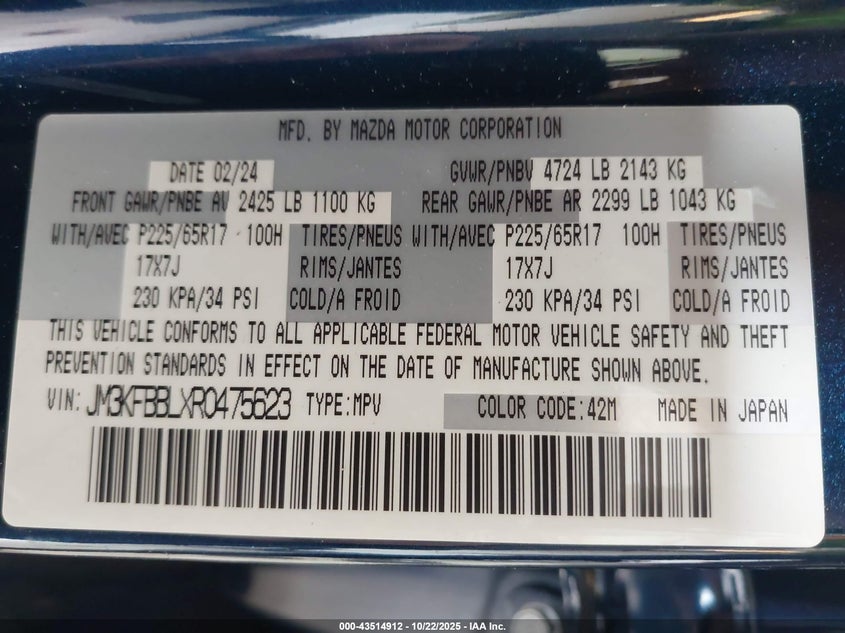 MFD. BY MAZDA MOTOR CORPORATION
DATE 02/24 GVWR/PNBV 4724 LB 2143 KG
FRONT GAWR/PNBE AV 2425 LB 1100 KG REAR GAWR/PNBE AR 2299 LB 1043 KG
WITH/AVEC P225/65R17 100H TIRES/PNEUS WITH/AVEC P225/65R17 100H TIRES/PNEUS
17X7J RIMS/JANTES 17X7J RIMS/JANTES
230 KPA/34 PSI COLD/A FROID 230 KPA/34 PSI COLD/A FROID
THIS VEHICLE CONFORMS TO ALL APPLICABLE FEDERAL MOTOR VEHICLE SAFETY AND THEFT
PREVENTION STANDARDS IN EFFECT ON THE DATE OF MANUFACTURE SHOWN ABOVE.
VIN: JM3KFBBLXR0475623 TYPE:MPV COLOR CODE:42M MADE IN JAPAN
000-43514912 - 10/22/2025 - IAA Inc.